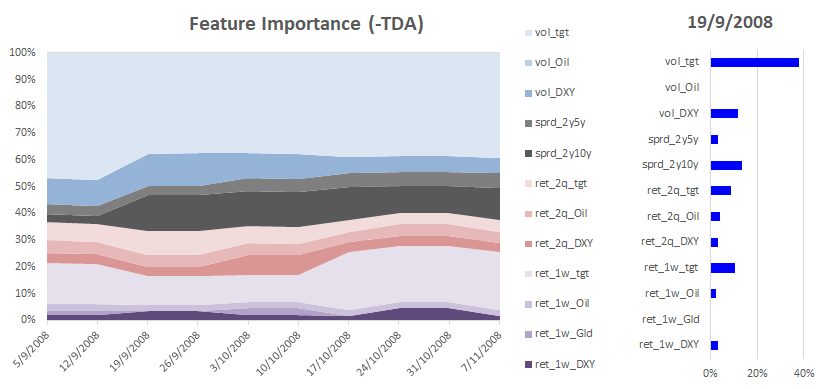 Feature Importance (-TDA)
100%
90%
80%
70%
60%
50%
40%
30%
20%
10%
0%
5/9/2008
12/9/2008
19/9/2008
26/9/2008
3/10/2008
10/10/2008
17/10/2008
24/10/2008
31/10/2008
7/11/2008
vol_tgt
vol_Oil
vol_DXY
sprd_2y5y
sprd_2y10y
ret_2q_tgt
ret_2q_Oil
ret_2q_DXY
ret_1w_tgt
ret_1w_Oil
ret_1w_Gld
ret_1w_DXY
19/9/2008
vol_tgt
vol_Oil
vol_DXY
sprd_2y5y
sprd_2y10y
ret_2q_tgt
ret_2q_Oil
ret_2q_DXY
ret_1w_tgt
ret_1w_Oil
ret_1w_Gld
ret_1w_DXY
0%
20%
40%